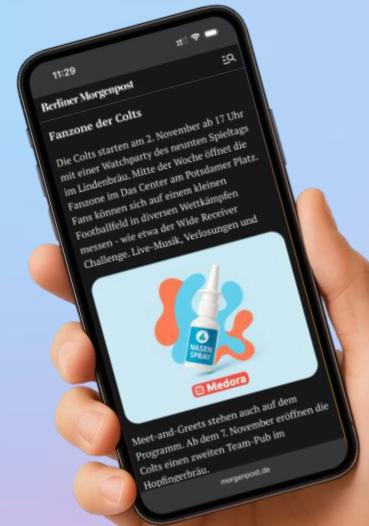 11:29
Berliner Morgenpost
Fanzone der Colts
Die Colts starten am 2. November ab 17 Uhr
mit einer Watchparty des neunten Spieltags
im Lindenbräu. Mitte der Woche öffnet die
Fanzone im Das Center am Potsdamer Platz.
Fans können sich auf einem kleinen
Footballfeld in diversen Wettkämpfen
messen - wie etwa der Wide Receiver
Challenge. Live-Musik, Verlosungen und
NASEN
SPRAY
Medora
Meet-and-Greets stehen auch auf dem
Programm. Ab dem 7. November eröffnen die
Colts einen zweiten Team-Pub im
Hopfingerbräu.
morgenpost.de